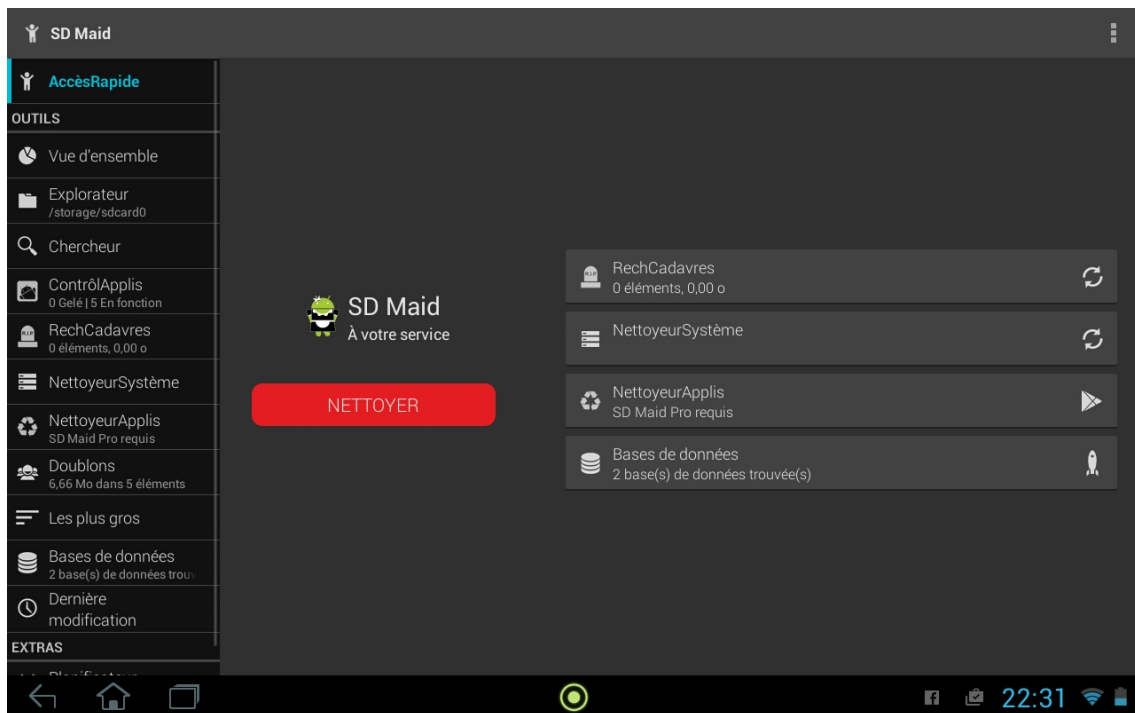 SD Maid
AccèsRapide
OUTILS
Vue d'ensemble
Explorateur
/storage/sdcard0
Chercheur
ContrôlApplis
0 Gelé | 5 En fonction
RechCadavres
0 éléments, 0,00 o
NettoyeurSystème
NettoyeurApplis
SD Maid Pro requis
Doublons
6,66 Mo dans 5 éléments
Les plus gros
Bases de données
2 base(s) de données trouv
Dernière
modification
EXTRAS
SD Maid
À votre service
NETTOYER
RechCadavres
0 éléments, 0,00 o
NettoyeurSystème
NettoyeurApplis
SD Maid Pro requis
Bases de données
2 base(s) de données trouvée(s)
22:31